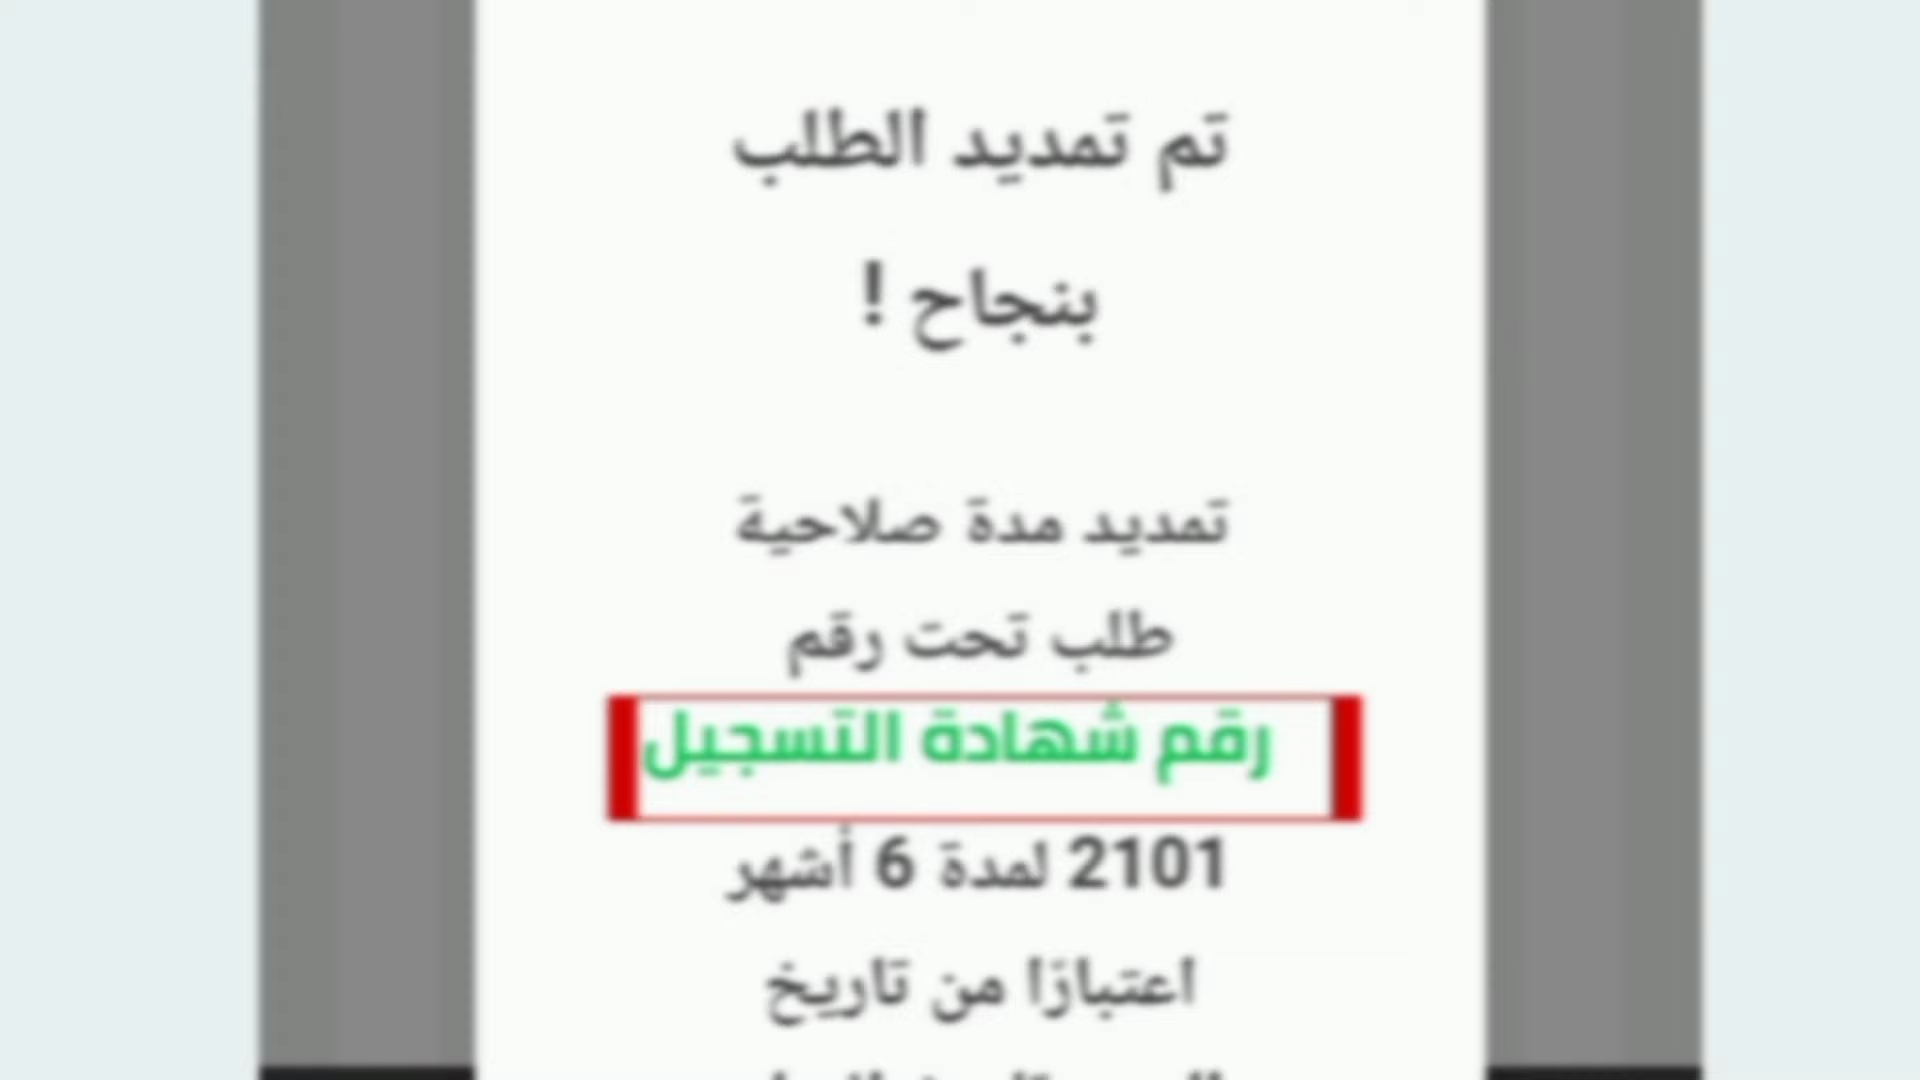 تم تمديد الطلب
بنجاح !
تمديد مدة صلاحية
طلب تحت رقم
رقم شهادة التسجيل
2101 لمدة 6 أشهر
اعتبارًا من تاريخ